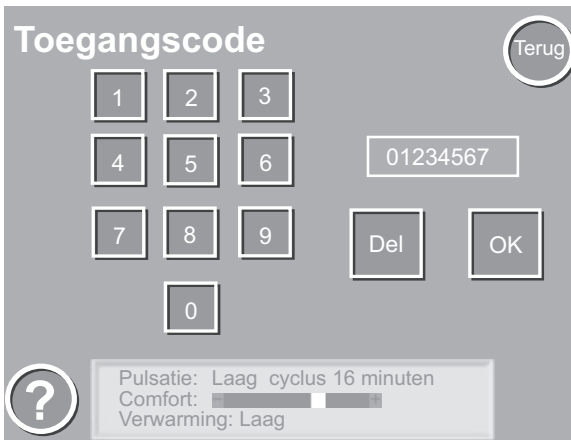 Toegangscode
Terug
1 2 3
4 5 6
01234567
7 8 9
Del OK
0
?
Pulsatie: Laag cyclus 16 minuten
Comfort: - +
Verwarming: Laag